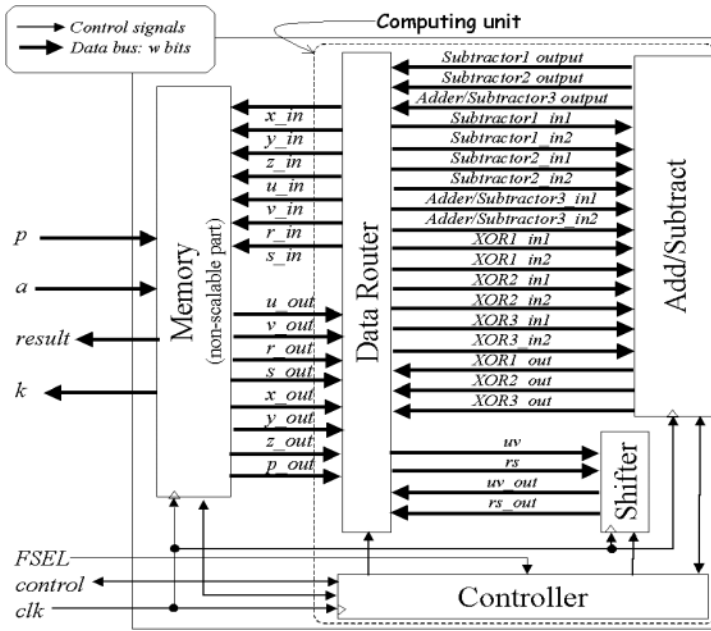 Control signals
Data bus: w bits
Computing unit
Subtractor1 output
Subtractor2 output
Adder/Subtractor3 output
Subtractor1_in1
Subtractor1_in2
Subtractor2_in1
Subtractor2_in2
Adder/Subtractor3_in1
Adder/Subtractor3_in2
XOR1_in1
XOR1_in2
XOR2_in1
XOR2_in2
XOR3_in1
XOR3_in2
XOR1_out
XOR2_out
XOR3_out
x_in
y_in
z_in
u_in
v_in
r_in
s_in
p
a
result
k
Memory
(non-scalable part)
Data Router
Add/Subtract
u_out
v_out
r_out
s_out
x_out
y_out
z_out
p_out
uv
rs
uv_out
rs_out
Shifter
FSEL
control
clk
Controller